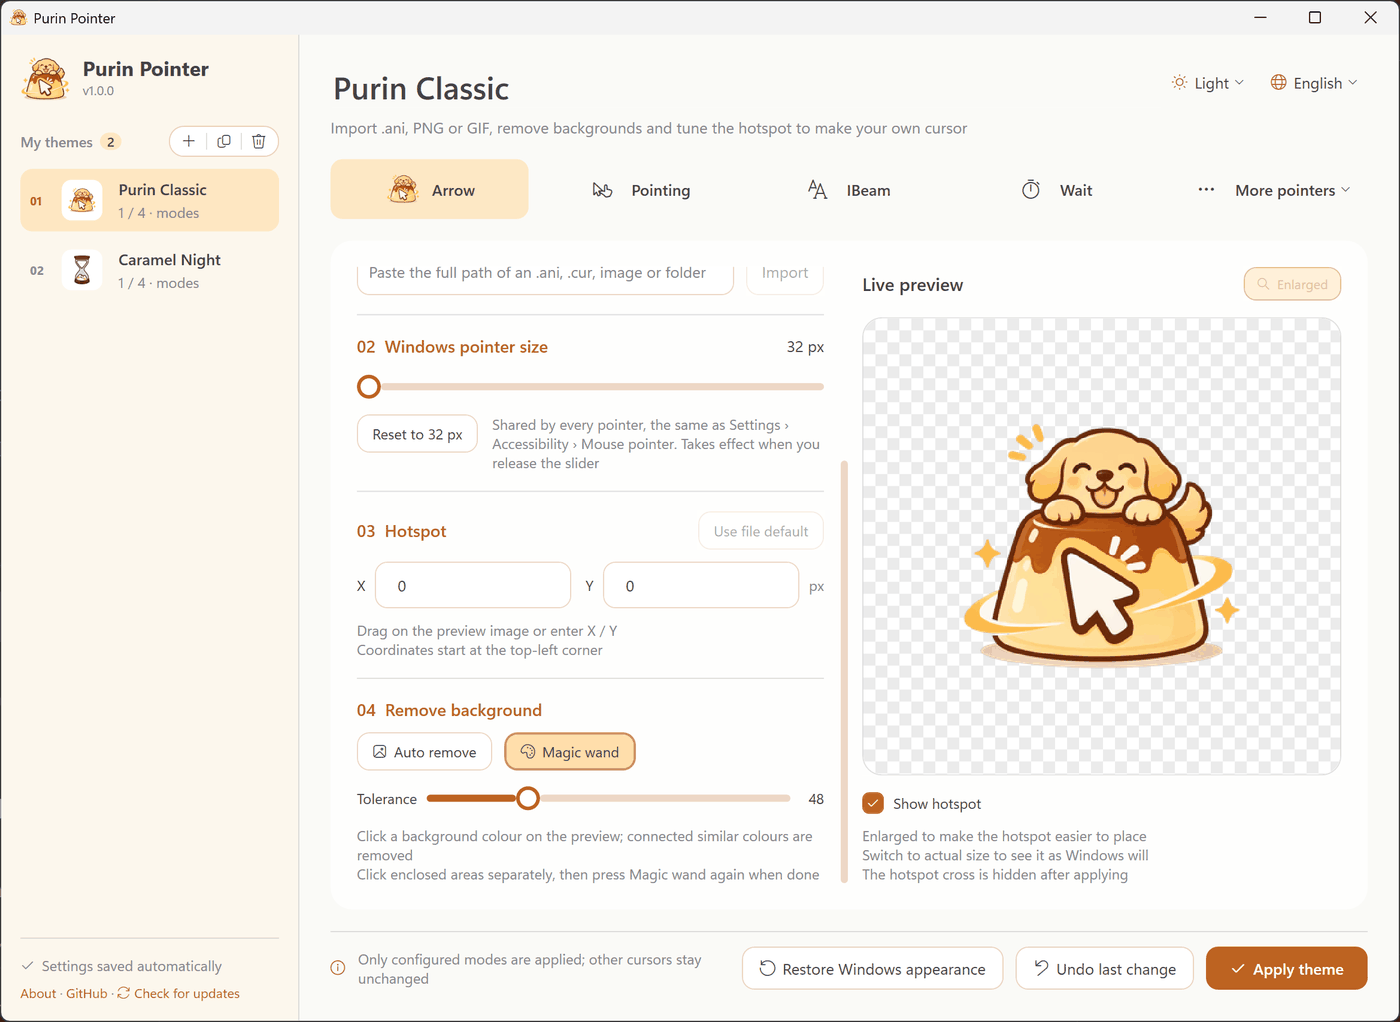 Purin Pointer
Purin Pointer
v1.0.0
My themes 2
01
Purin Classic
1 / 4 · modes
02
Caramel Night
1 / 4 · modes
Settings saved automatically
About · GitHub · Check for updates
Purin Classic
Light
English
Import .ani, PNG or GIF, remove backgrounds and tune the hotspot to make your own cursor
Arrow
Pointing
IBeam
Wait
More pointers
Paste the full path of an .ani, .cur, image or folder
Import
02 Windows pointer size
32 px
Reset to 32 px
Shared by every pointer, the same as Settings ›
Accessibility › Mouse pointer. Takes effect when you
release the slider
03 Hotspot
Use file default
X 0
Y 0
px
Drag on the preview image or enter X / Y
Coordinates start at the top-left corner
04 Remove background
Auto remove
Magic wand
Tolerance
48
Click a background colour on the preview; connected similar colours are
removed
Click enclosed areas separately, then press Magic wand again when done
Live preview
Enlarged
Show hotspot
Enlarged to make the hotspot easier to place
Switch to actual size to see it as Windows will
The hotspot cross is hidden after applying
Only configured modes are applied; other cursors stay
unchanged
Restore Windows appearance
Undo last change
Apply theme